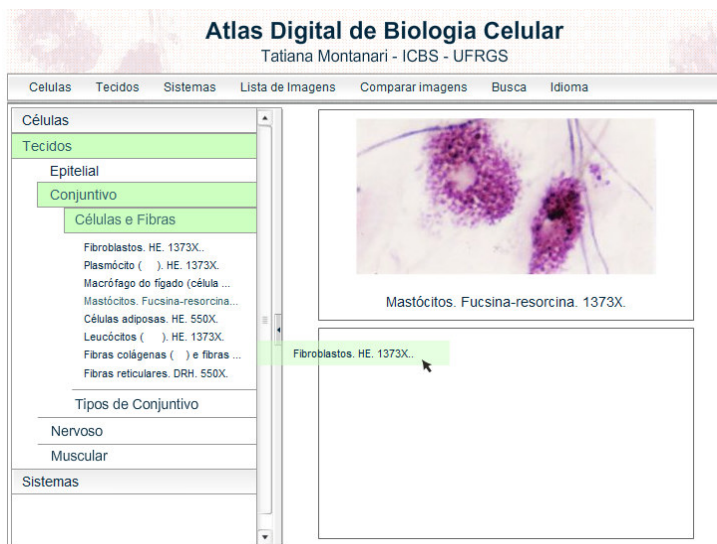 Atlas Digital de Biologia Celular
Tatiana Montanari - ICBS - UFRGS
Celulas Tecidos Sistemas Lista de Imagens Comparar imagens Busca Idioma
Células
Tecidos
Epitelial
Conjuntivo
Células e Fibras
Fibroblastos. HE. 1373X..
Plasmócito ( ). HE. 1373X.
Macrófago do fígado (célula ...
Mastócitos. Fucsina-resorcina...
Células adiposas. HE. 550X.
Leucócitos ( ). HE. 1373X.
Fibras colágenas ( ) e fibras ...
Fibras reticulares. DRH. 550X.
Tipos de Conjuntivo
Nervoso
Muscular
Sistemas
Mastócitos. Fucsina-resorcina. 1373X.
Fibroblastos. HE. 1373X..